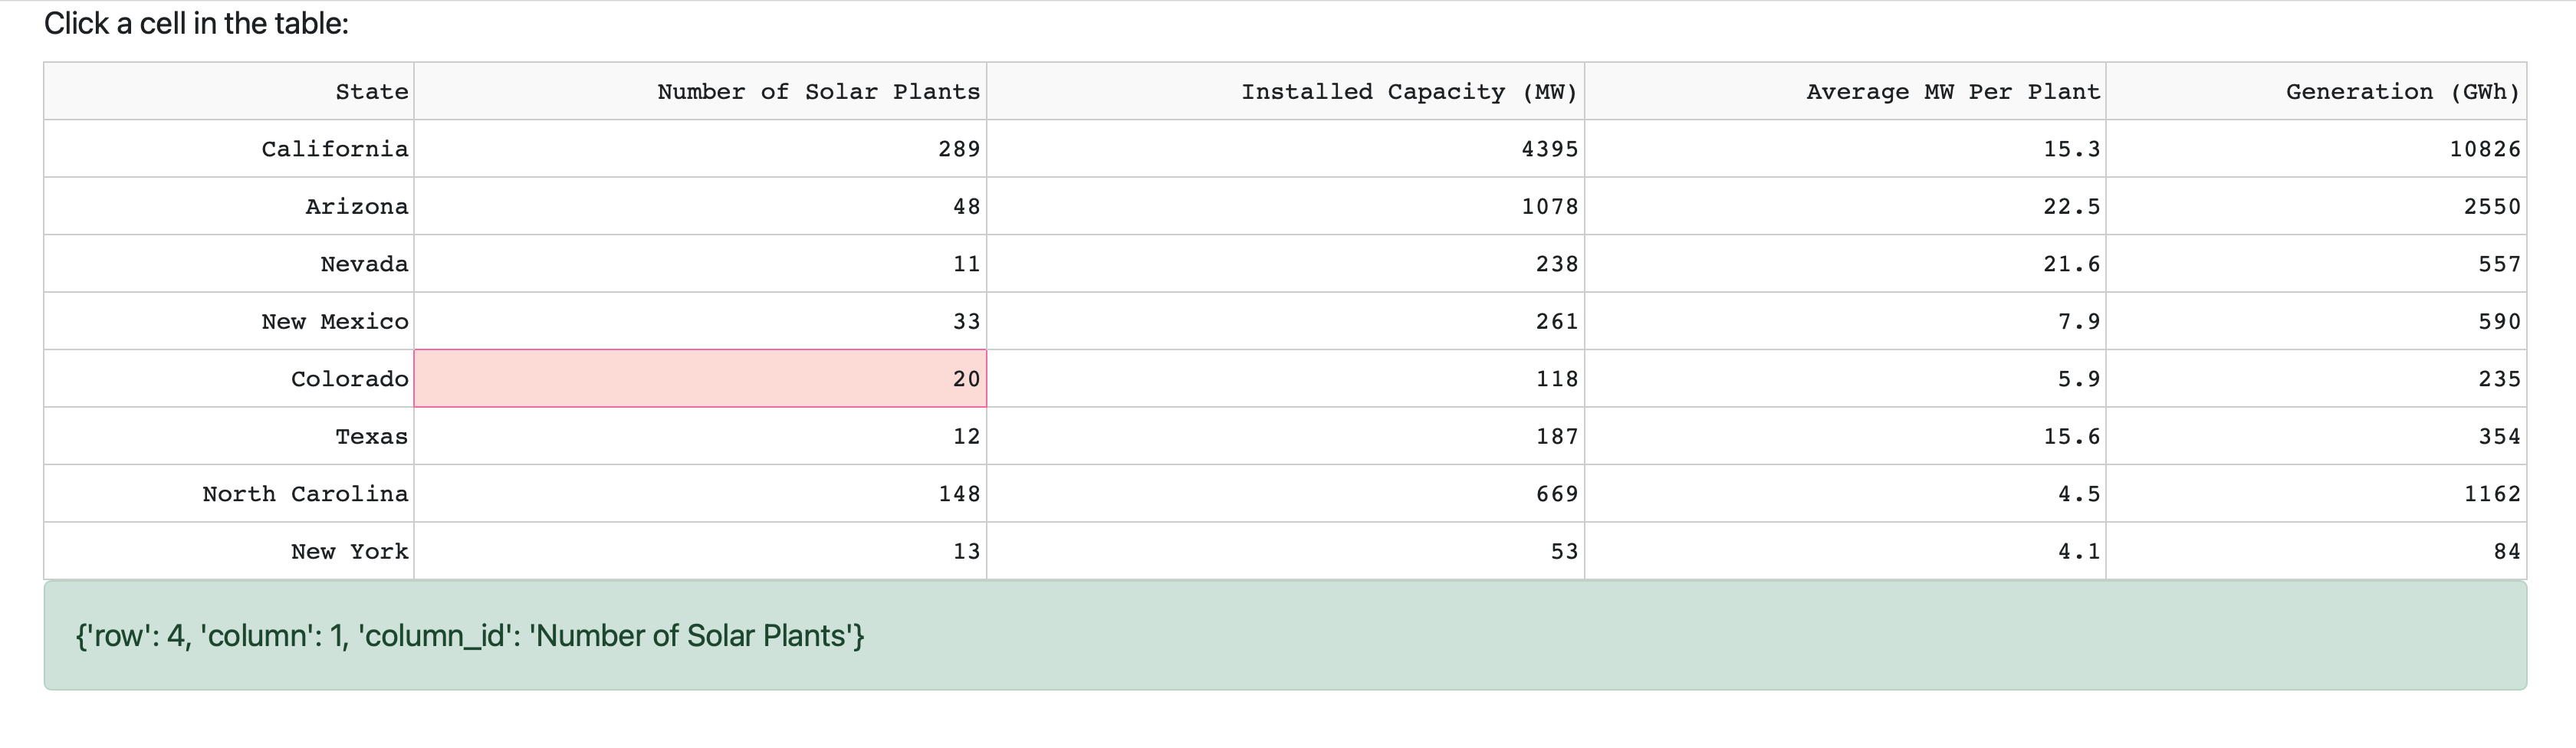 Click a cell in the table:
State Number of Solar Plants Installed Capacity (MW) Average MW Per Plant Generation (GWh)
California 289 4395 15.3 10826
Arizona 48 1078 22.5 2550
Nevada 11 238 21.6 557
New Mexico 33 261 7.9 590
Colorado 20 118 5.9 235
Texas 12 187 15.6 354
North Carolina 148 669 4.5 1162
New York 13 53 4.1 84
{'row': 4, 'column': 1, 'column_id': 'Number of Solar Plants'}